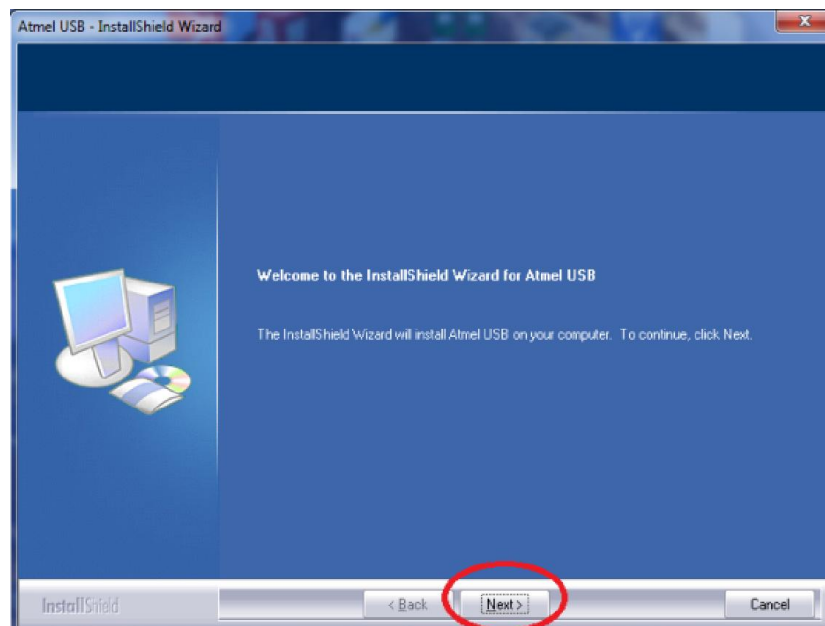 Atmel USB - InstallShield Wizard
Welcome to the InstallShield Wizard for Atmel USB
The InstallShield Wizard will install Atmel USB on your computer. To continue, click Next.
InstallShield
< Back
Next >
Cancel